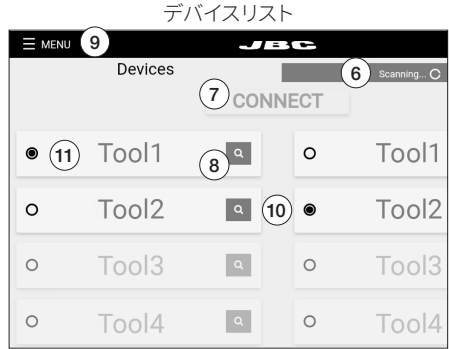 デバイスリスト
☰ MENU 9 JBC
Devices 6 Scanning...
7 CONNECT
11 Tool1 8 Tool1
Tool2 10 Tool2
Tool3 Tool3
Tool4 Tool4